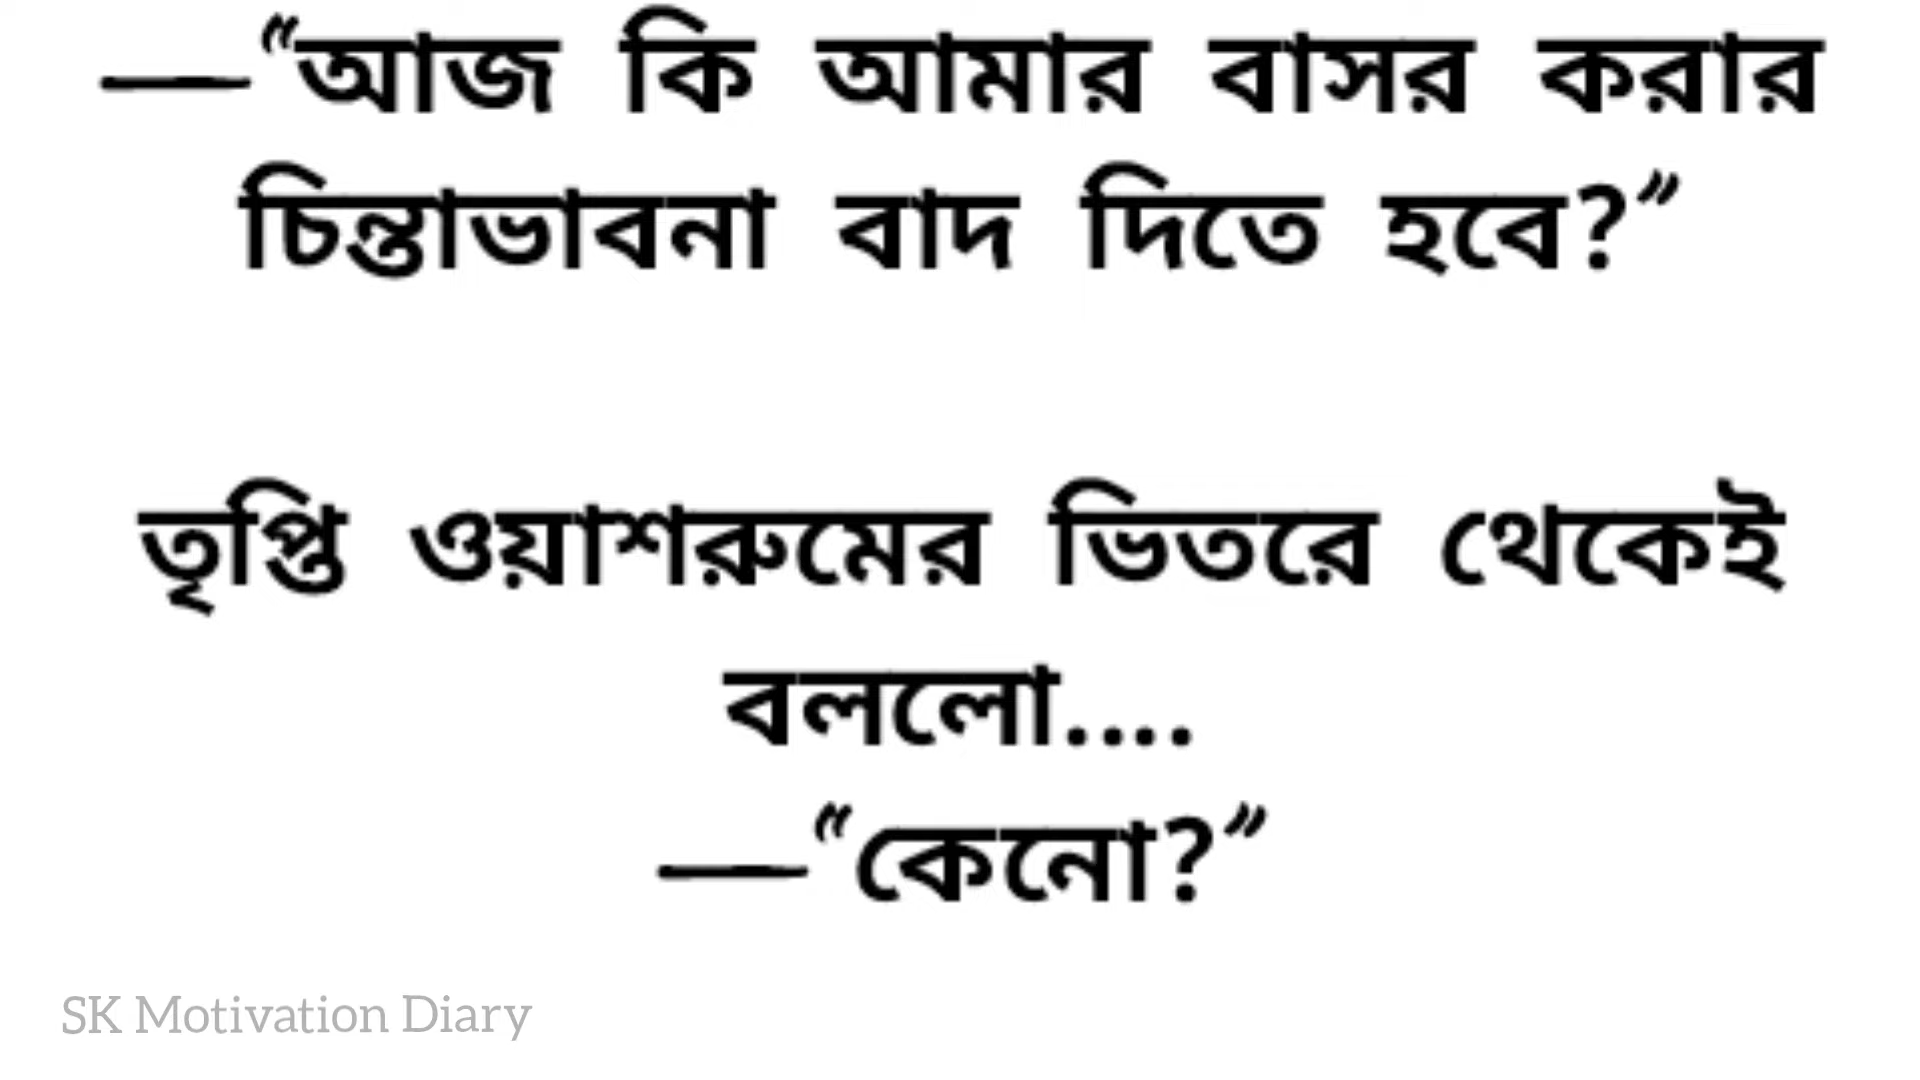 —“আজ কি আমার বাসর করার
চিন্তাভাবনা বাদ দিতে হবে?”
তৃপ্তি ওয়াশরুমের ভিতরে থেকেই
বললো....
—“কেনো?”
SK Motivation Diary